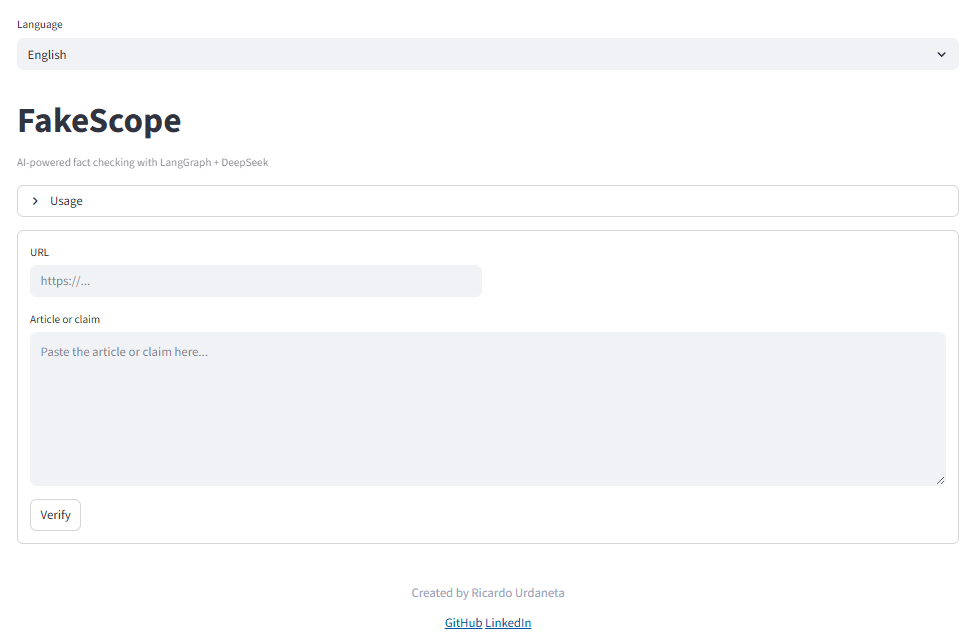 Language
English
FakeScope
AI-powered fact checking with LangGraph + DeepSeek
Usage
URL
https://...
Article or claim
Paste the article or claim here...
Verify
Created by Ricardo Urdaneta
GitHub LinkedIn